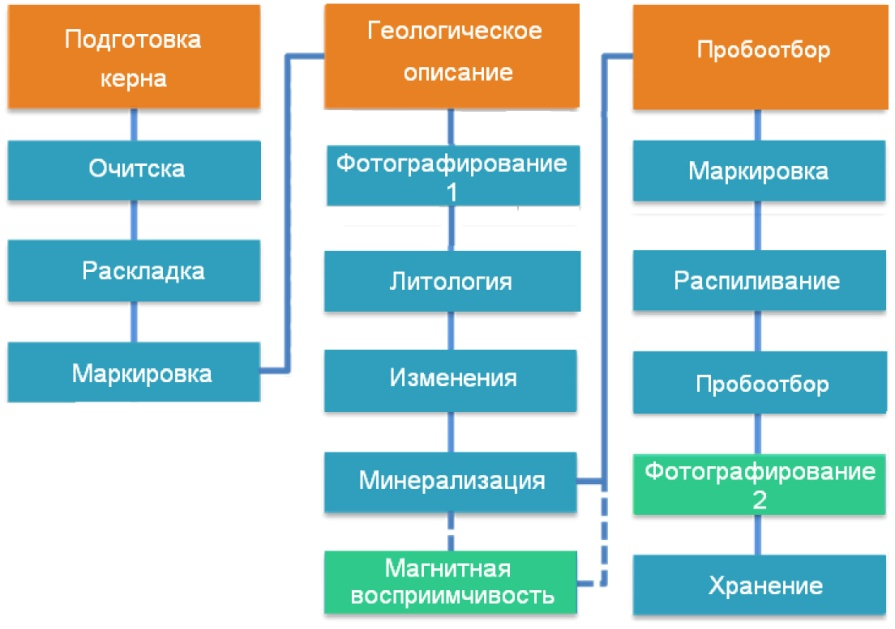 Подготовка
керна
Очитска
Раскладка
Маркировка
Геологическое
описание
Фотографирование
1
Литология
Изменения
Минерализация
Магнитная
восприимчивость
Пробоотбор
Маркировка
Распиливание
Пробоотбор
Фотографирование
2
Хранение